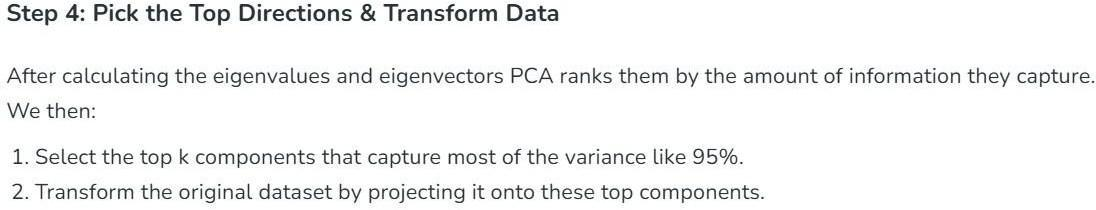 Step 4: Pick the Top Directions & Transform Data
After calculating the eigenvalues and eigenvectors PCA ranks them by the amount of information they capture.
We then:
1. Select the top k components that capture most of the variance like 95%.
2. Transform the original dataset by projecting it onto these top components.